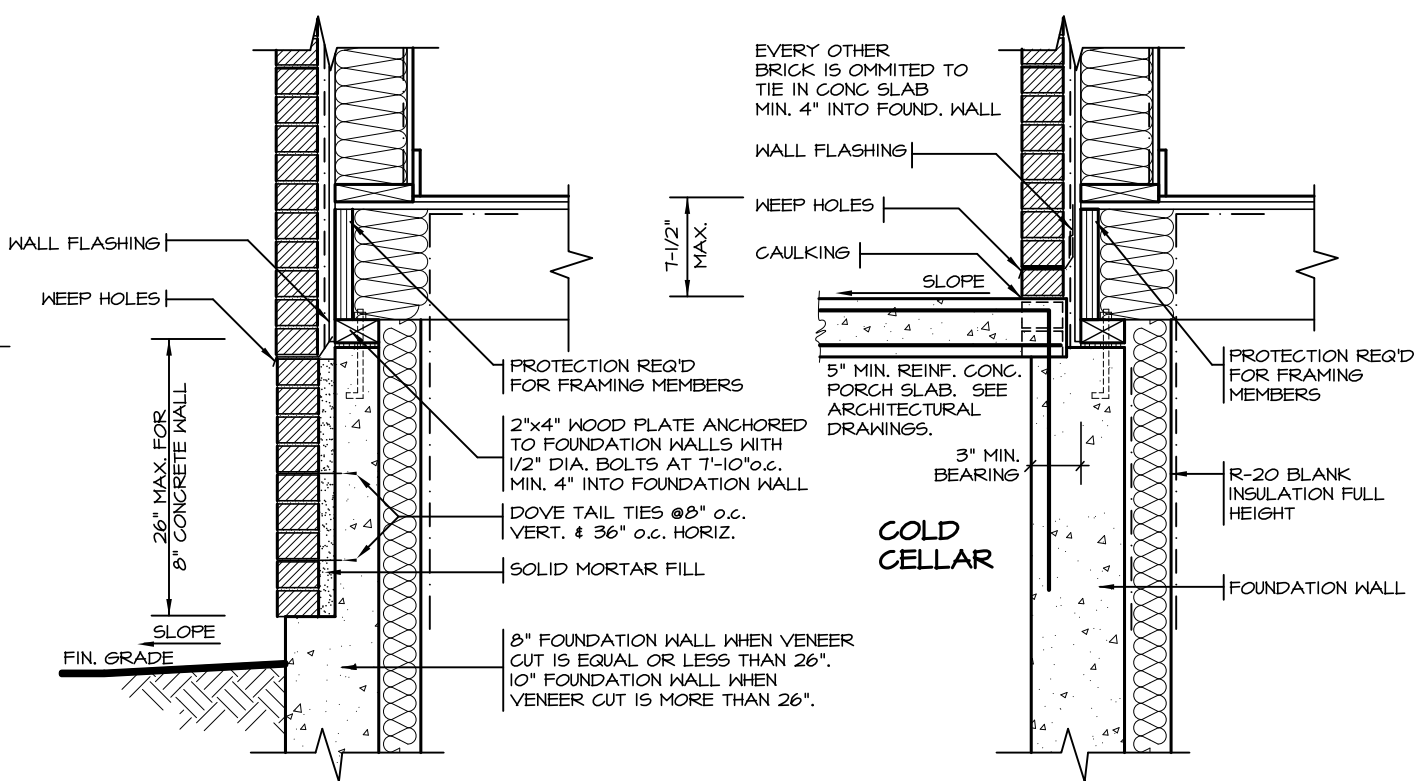 WALL FLASHING
WEEP HOLES
26" MAX. FOR
8" CONCRETE WALL
SLOPE
FIN. GRADE
PROTECTION REQ'D
FOR FRAMING MEMBERS
2"x4" WOOD PLATE ANCHORED
TO FOUNDATION WALLS WITH
1/2" DIA. BOLTS AT 7'-10"o.c.
MIN. 4" INTO FOUNDATION WALL
DOVE TAIL TIES @8" o.c.
VERT. & 36" o.c. HORIZ.
SOLID MORTAR FILL
8" FOUNDATION WALL WHEN VENEER
CUT IS EQUAL OR LESS THAN 26".
10" FOUNDATION WALL WHEN
VENEER CUT IS MORE THAN 26".
EVERY OTHER
BRICK IS OMMITED TO
TIE IN CONC SLAB
MIN. 4" INTO FOUND. WALL
WALL FLASHING
WEEP HOLES
7-1/2"
MAX.
CAULKING
SLOPE
5" MIN. REINF. CONC.
PORCH SLAB. SEE
ARCHITECTURAL
DRAWINGS.
3" MIN.
BEARING
COLD
CELLAR
PROTECTION REQ'D
FOR FRAMING
MEMBERS
R-20 BLANK
INSULATION FULL
HEIGHT
FOUNDATION WALL